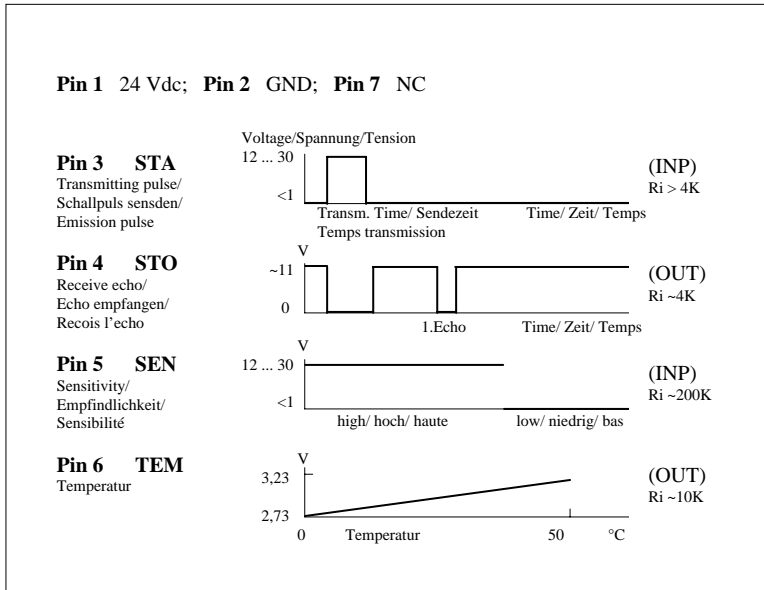 Pin 1 24 Vdc; Pin 2 GND; Pin 7 NC
Voltage/Spannung/Tension
Pin 3 STA
Transmitting pulse/
Schallpuls sensden/
Emission pulse
12 ... 30
<1
Transm. Time/ Sendezeit
Temps transmission
Time/ Zeit/ Temps
(INP)
Ri > 4K
Pin 4 STO
Receive echo/
Echo empfangen/
Recois l'echo
V
~11
0
1.Echo
Time/ Zeit/ Temps
(OUT)
Ri ~4K
Pin 5 SEN
Sensitivity/
Empfindlichkeit/
Sensibilité
V
12 ... 30
<1
high/ hoch/ haute
low/ niedrig/ bas
(INP)
Ri ~200K
Pin 6 TEM
Temperatur
V
3,23
2,73
0
Temperatur
50
°C
(OUT)
Ri ~10K